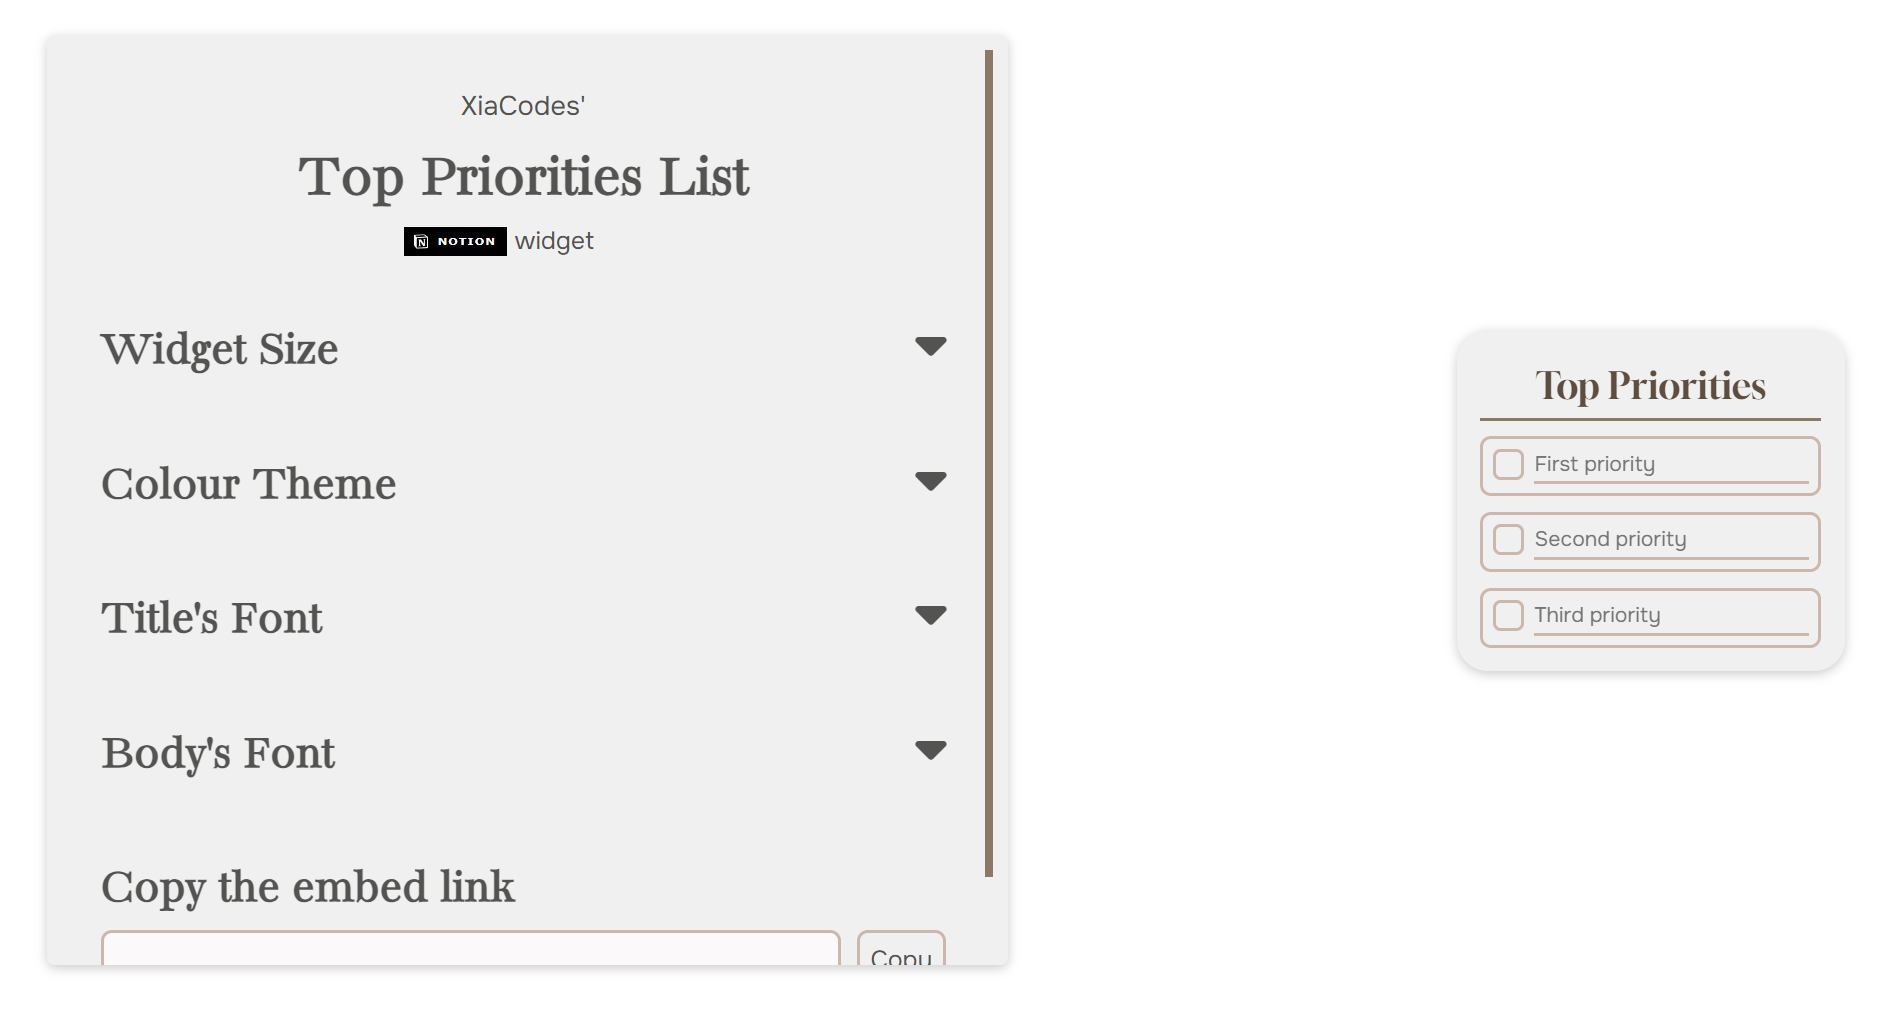 XiaCodes'
Top Priorities List
NOTION widget
Widget Size
Colour Theme
Title's Font
Body's Font
Copy the embed link
Copy
Top Priorities
First priority
Second priority
Third priority